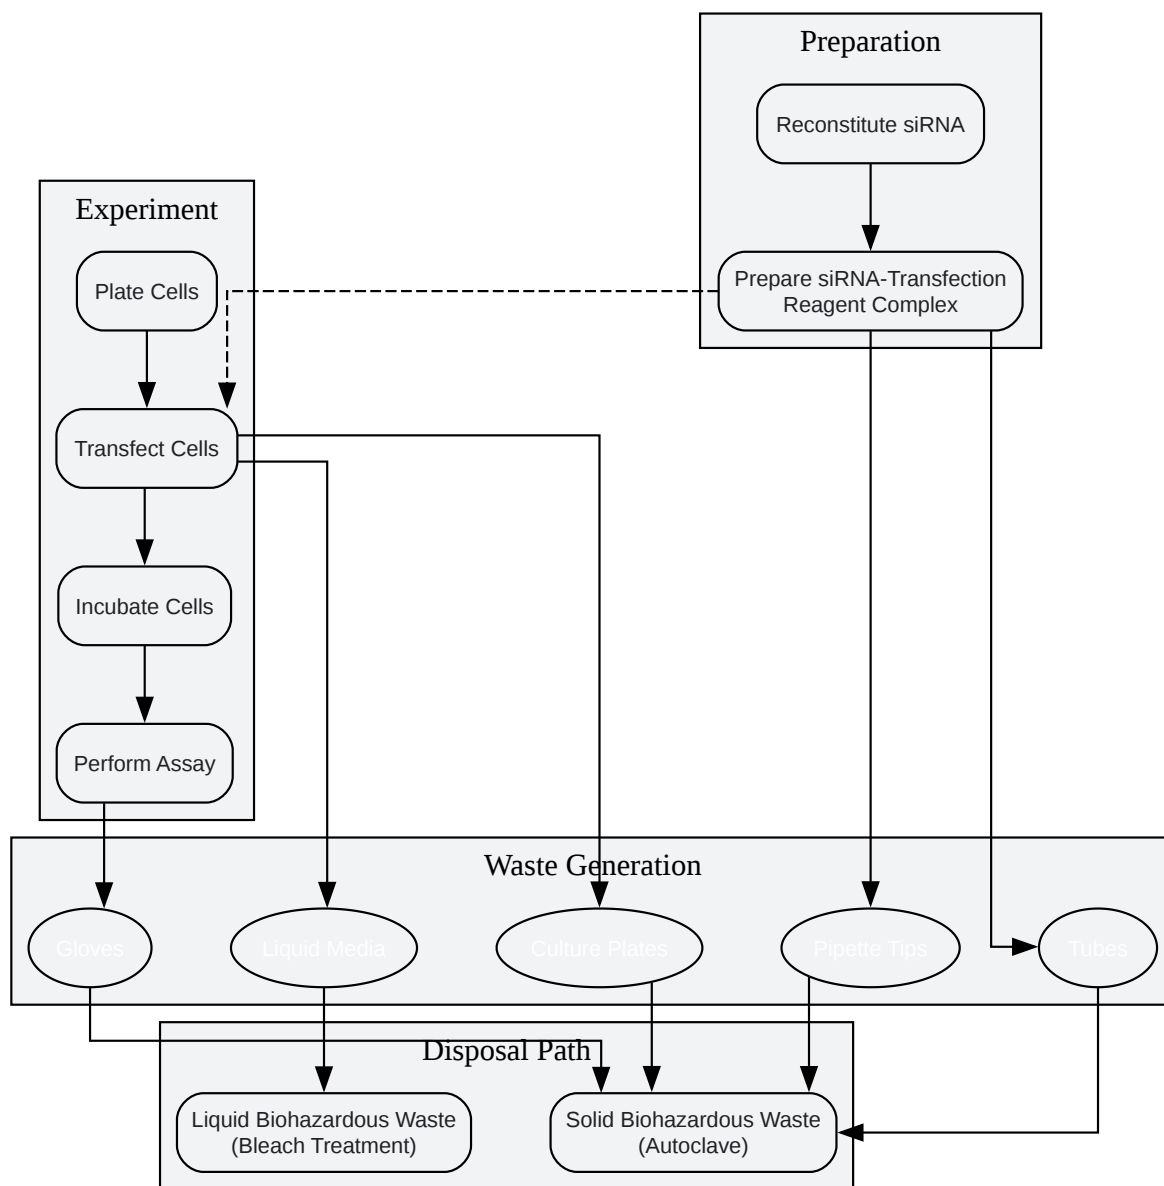 Preparation
Reconstitute siRNA
Prepare siRNA-Transfection
Reagent Complex
Experiment
Plate Cells
Transfect Cells
Incubate Cells
Perform Assay
Waste Generation
Gloves
Liquid Media
Culture Plates
Pipette Tips
Tubes
Disposal Path
Liquid Biohazardous Waste
(Bleach Treatment)
Solid Biohazardous Waste
(Autoclave)